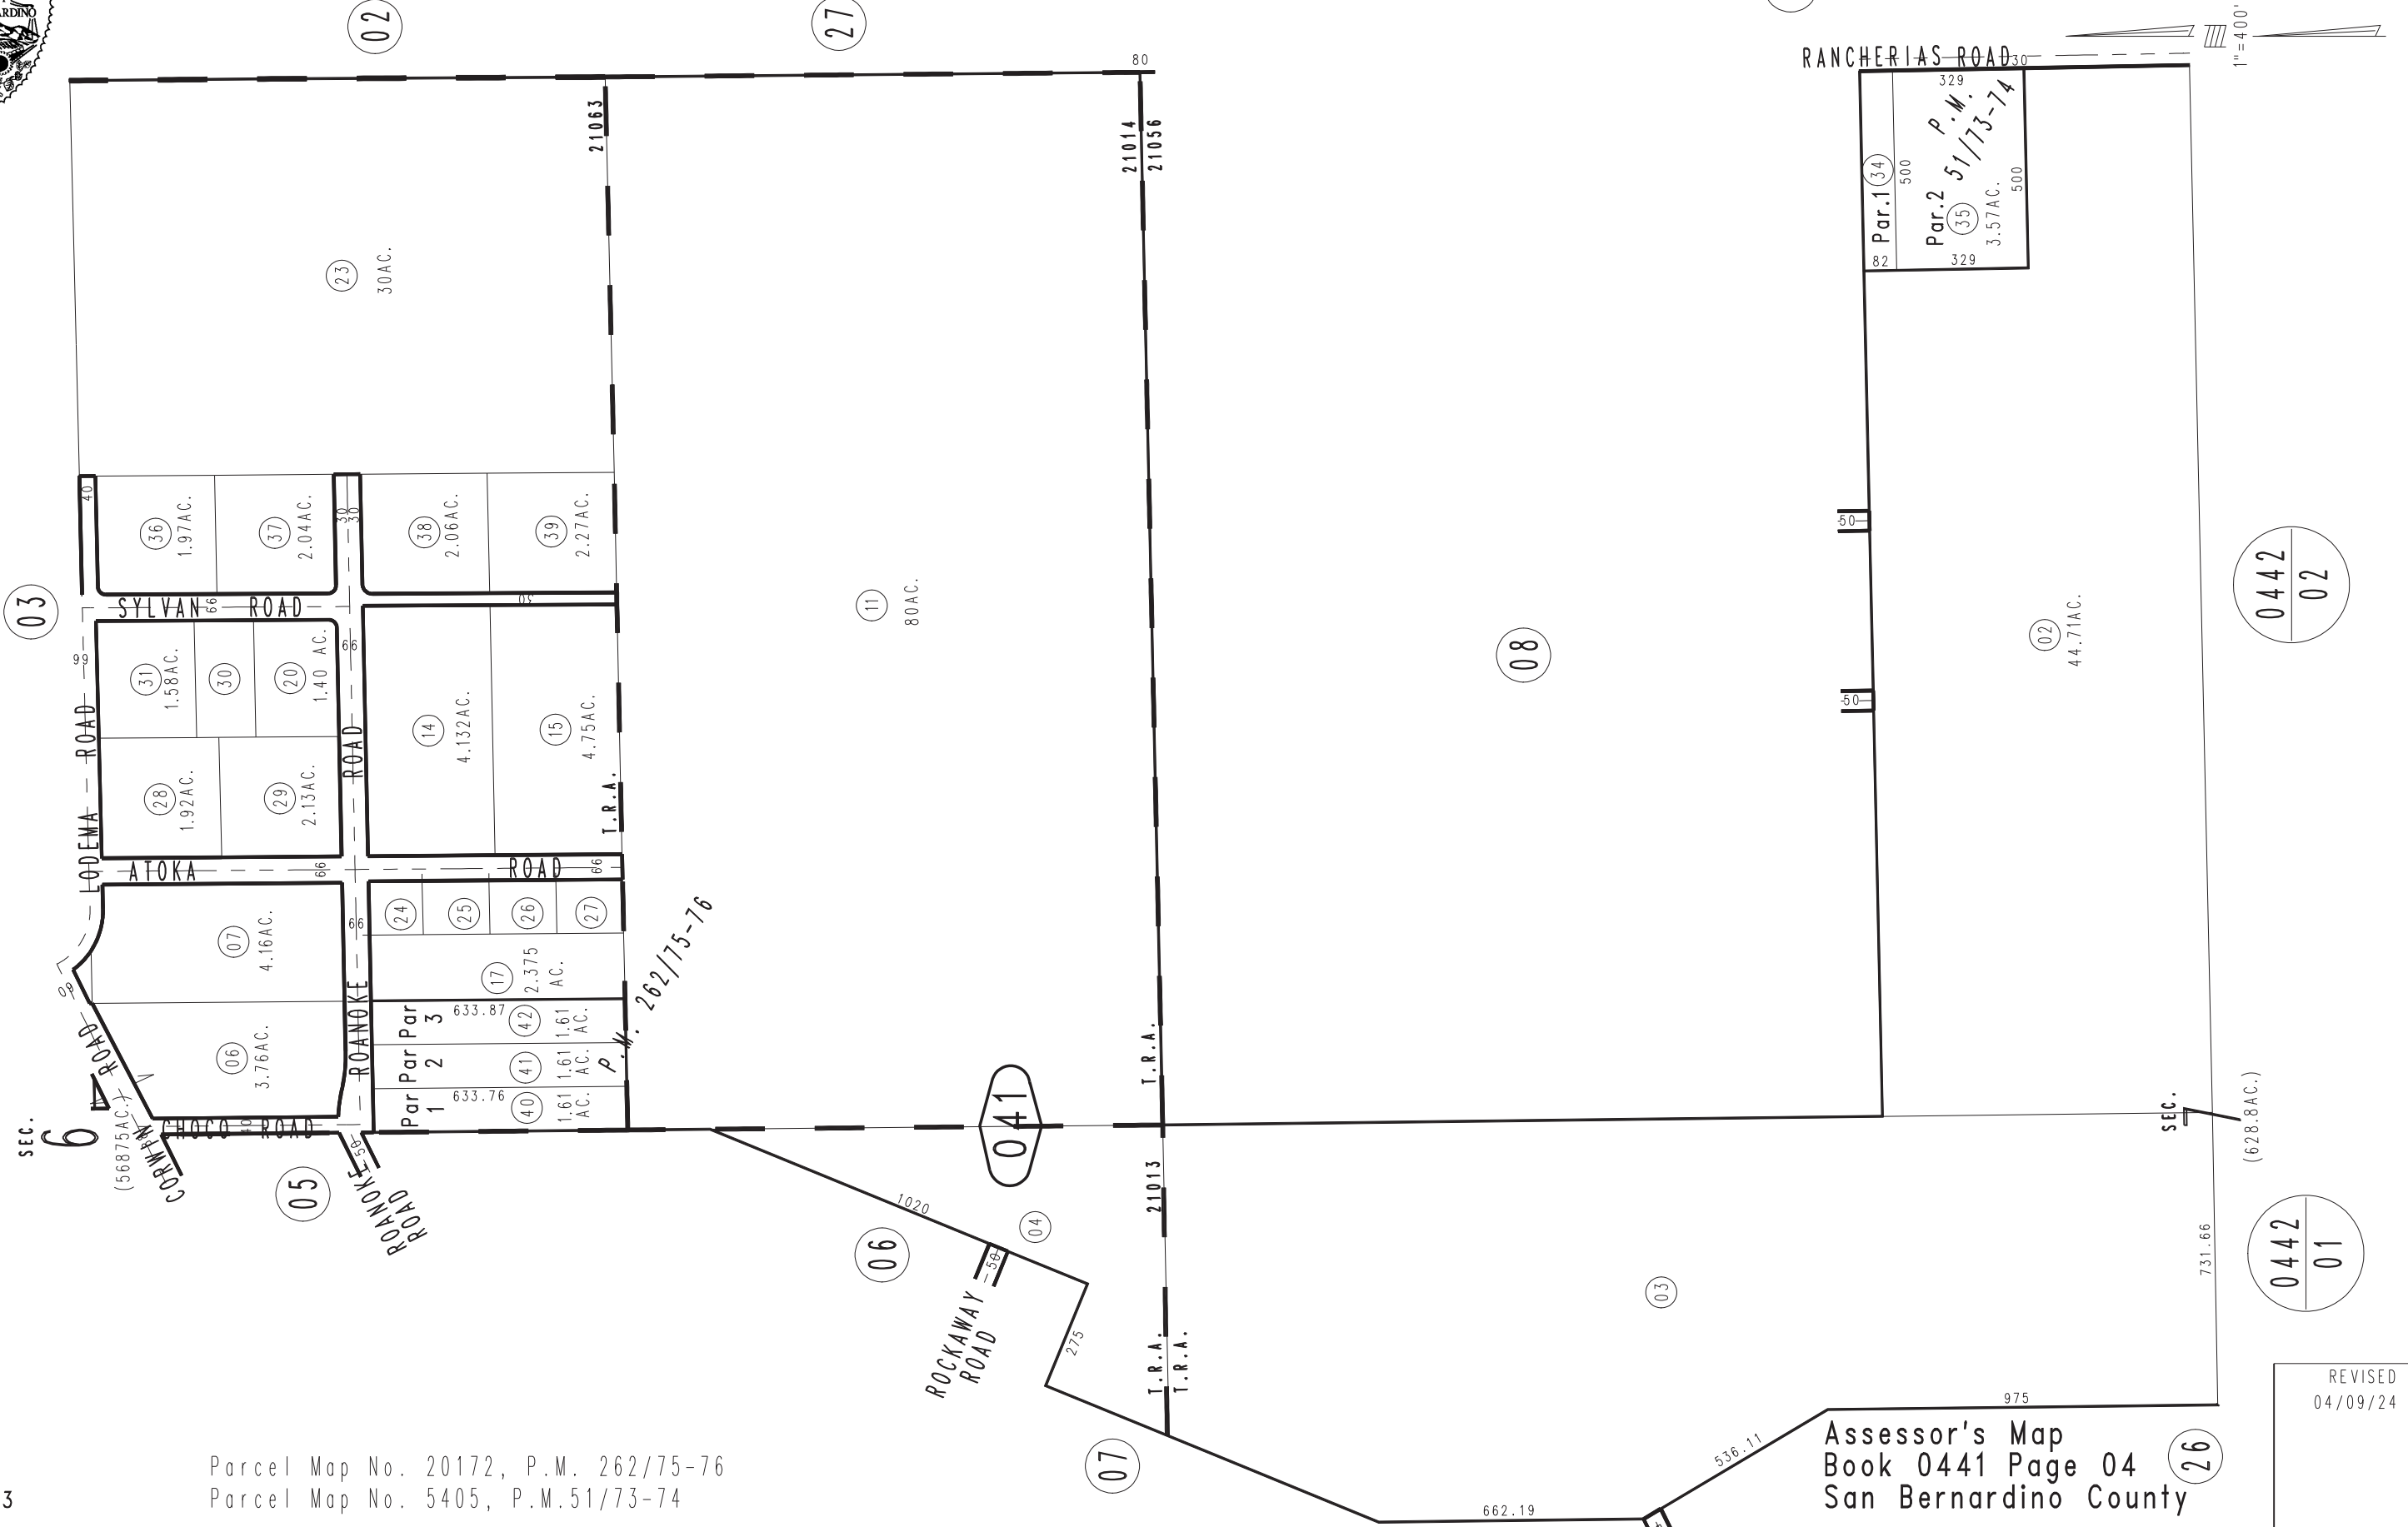 ARDINO
02
27
80
RANCHERIAS ROAD
30
1"=400'
329
P.M.
51/73-74
21063
21014
21056
34
Par.1
500
Par.2
35
3.57AC.
500
82
329
23
30AC.
40
36
1.97AC.
37
2.04AC.
30
30
38
2.06AC.
39
2.27AC.
50
03
SYLVAN
66
ROAD
30
11
80AC.
0442
02
66
31
1.58AC.
30
20
1.40 AC.
66
08
02
44.71AC.
50
LODEMA ROAD
28
1.92AC.
29
2.13AC.
ROAD
14
4.132AC.
15
4.75AC.
T.R.A.
ATOKA
66
ROAD
66
07
4.16AC.
66
24
25
26
27
60
17
2.375
AC.
P.M. 262/75-76
ROAD
06
3.76AC.
ROANOKE
Par
3
633.87
42
1.61
AC.
Par
2
41
1.61
AC.
Par
1
633.76
40
1.61
AC.
T.R.A.
041
SEC.
6
(56875AC.)
CORWIN
CHOCO
40
ROAD
SEC.
(628.8AC.)
05
50
ROANOKE
ROAD
21013
1020
04
06
50
731.66
0442
01
03
ROCKAWAY
ROAD
275
T.R.A.
T.R.A.
REVISED
04/09/24
975
536.11
Assessor's Map
Book 0441 Page 04
San Bernardino County
26
07
662.19
Parcel Map No. 20172, P.M. 262/75-76
Parcel Map No. 5405, P.M.51/73-74
3